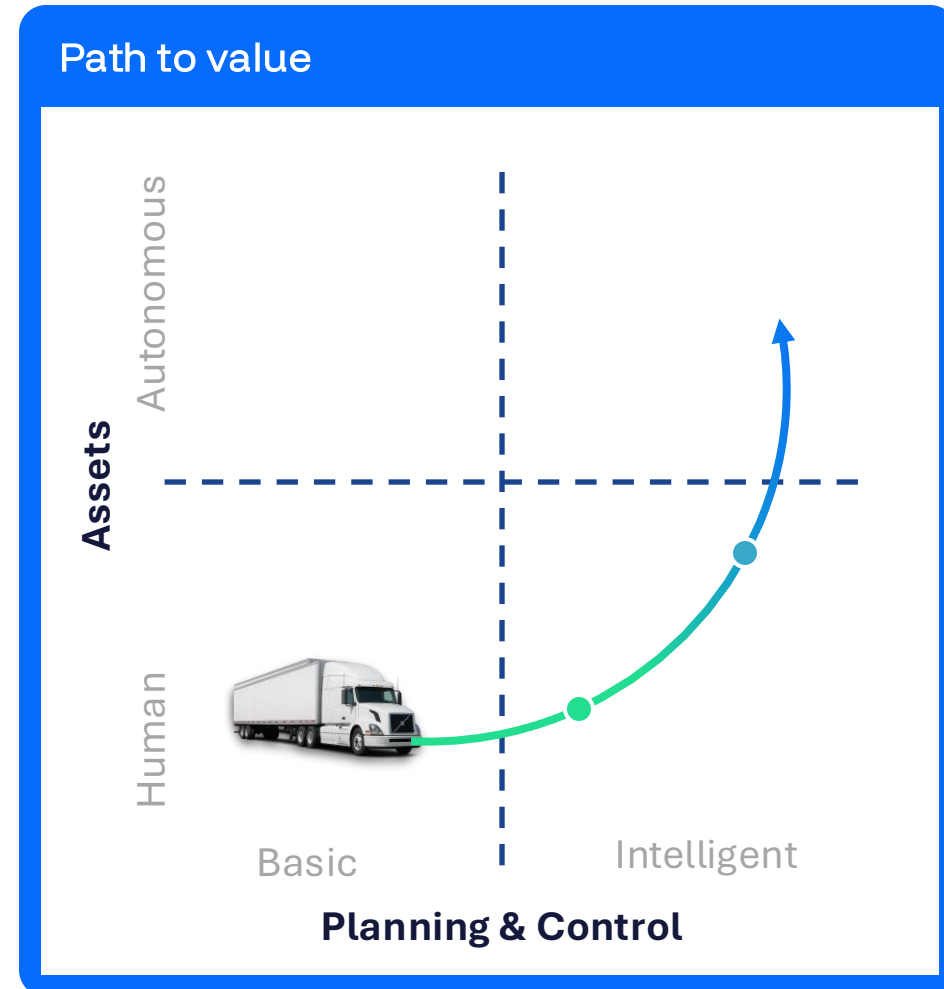 Path to value
Autonomous
Assets
Human
Basic
Intelligent
Planning & Control